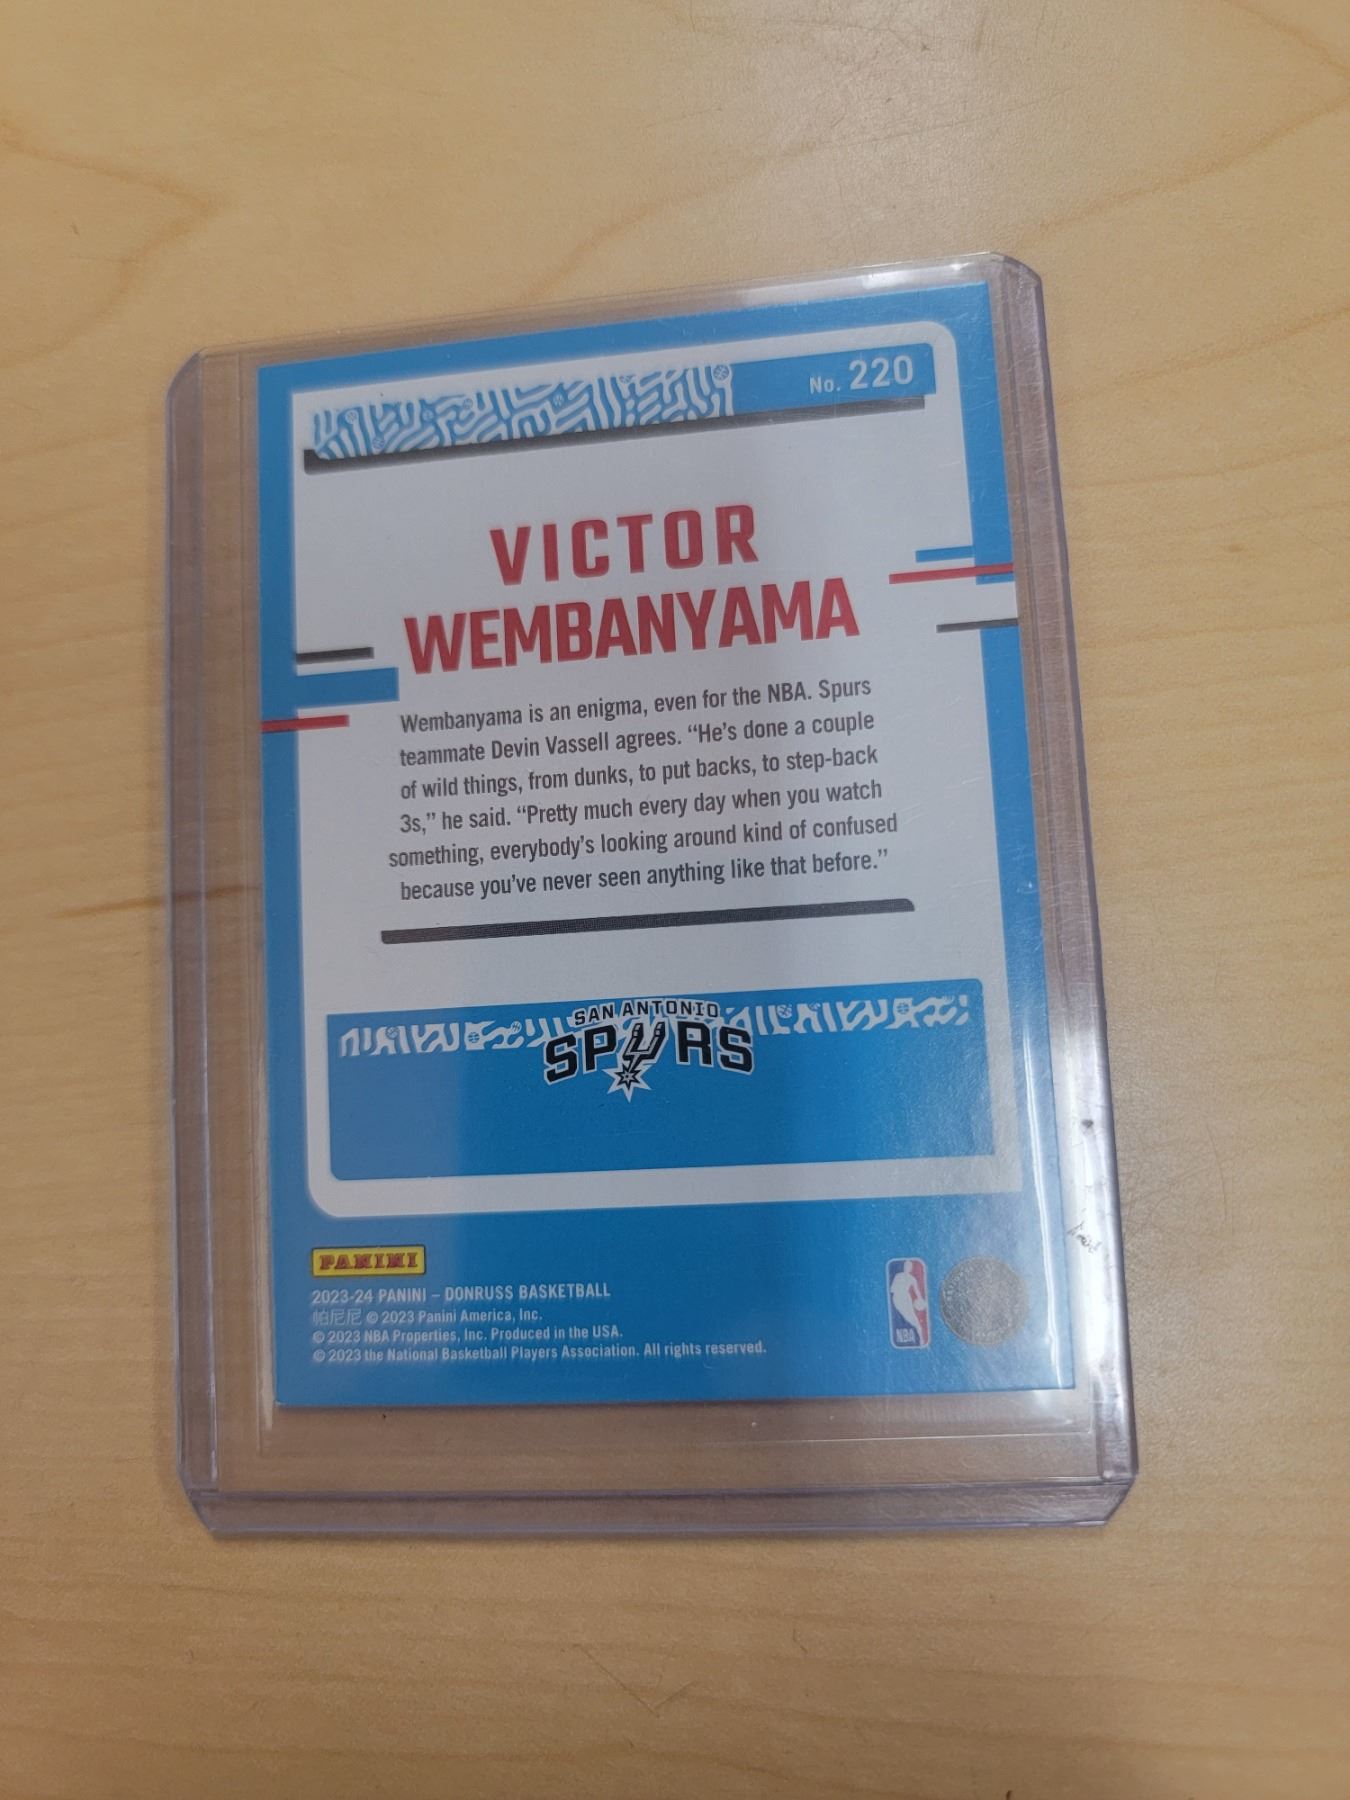 No. 220
VICTOR
WEMBANYAMA
Wembanyama is an enigma, even for the NBA. Spurs
teammate Devin Vassell agrees. “He’s done a couple
of wild things, from dunks, to put backs, to step-back
3s,” he said. “Pretty much every day when you watch
something, everybody’s looking around kind of confused
because you’ve never seen anything like that before.”
SAN ANTONIO
SPURS
PANINI
2023-24 PANINI – DONRUSS BASKETBALL
帕尼尼 © 2023 Panini America, Inc.
© 2023 NBA Properties, Inc. Produced in the USA.
© 2023 the National Basketball Players Association. All rights reserved.
NBA